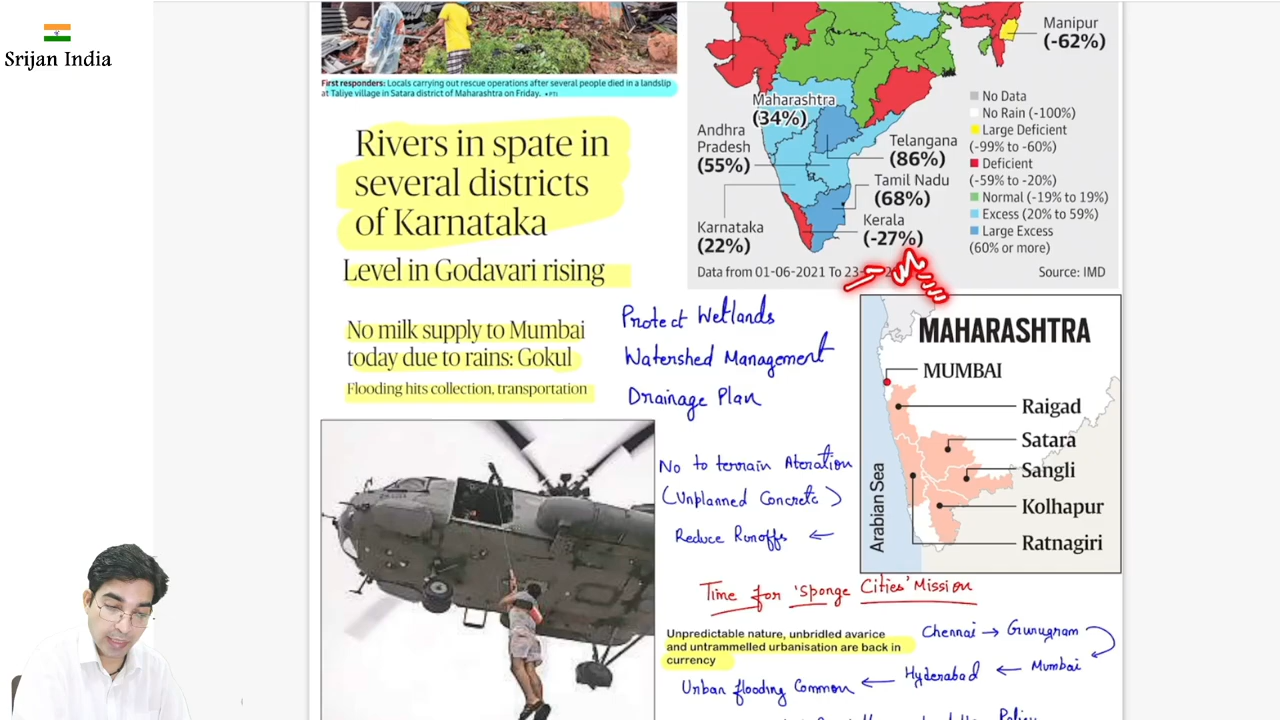 Srijan India
First responders: Locals carrying out rescue operations after several people died in a landslip
at Taliye village in Satara district of Maharashtra on Friday. •PTI
Rivers in spate in
several districts
of Karnataka
Level in Godavari rising
No milk supply to Mumbai
today due to rains: Gokul
Flooding hits collection, transportation
Manipur
(-62%)
Maharashtra
(34%)
Andhra
Pradesh
(55%)
Telangana
(86%)
Tamil Nadu
(68%)
Karnataka
(22%)
Kerala
(-27%)
No Data
No Rain (-100%)
Large Deficient
(-99% to -60%)
Deficient
(-59% to -20%)
Normal (-19% to 19%)
Excess (20% to 59%)
Large Excess
(60% or more)
Data from 01-06-2021 To 23-
Source: IMD
Protect Wetlands
Watershed Management
Drainage Plan
No to terrain Ateration
(Unplanned Concrete)
Reduce Runoffs ←
MAHARASHTRA
MUMBAI
Raigad
Satara
Sangli
Kolhapur
Ratnagiri
Arabian Sea
Time for 'Sponge Cities' Mission
Unpredictable nature, unbridled avarice
and untrammelled urbanisation are back in
currency
Chennai → Gurugram
Urban flooding Common ← Hyderabad ← Mumbai
Policy